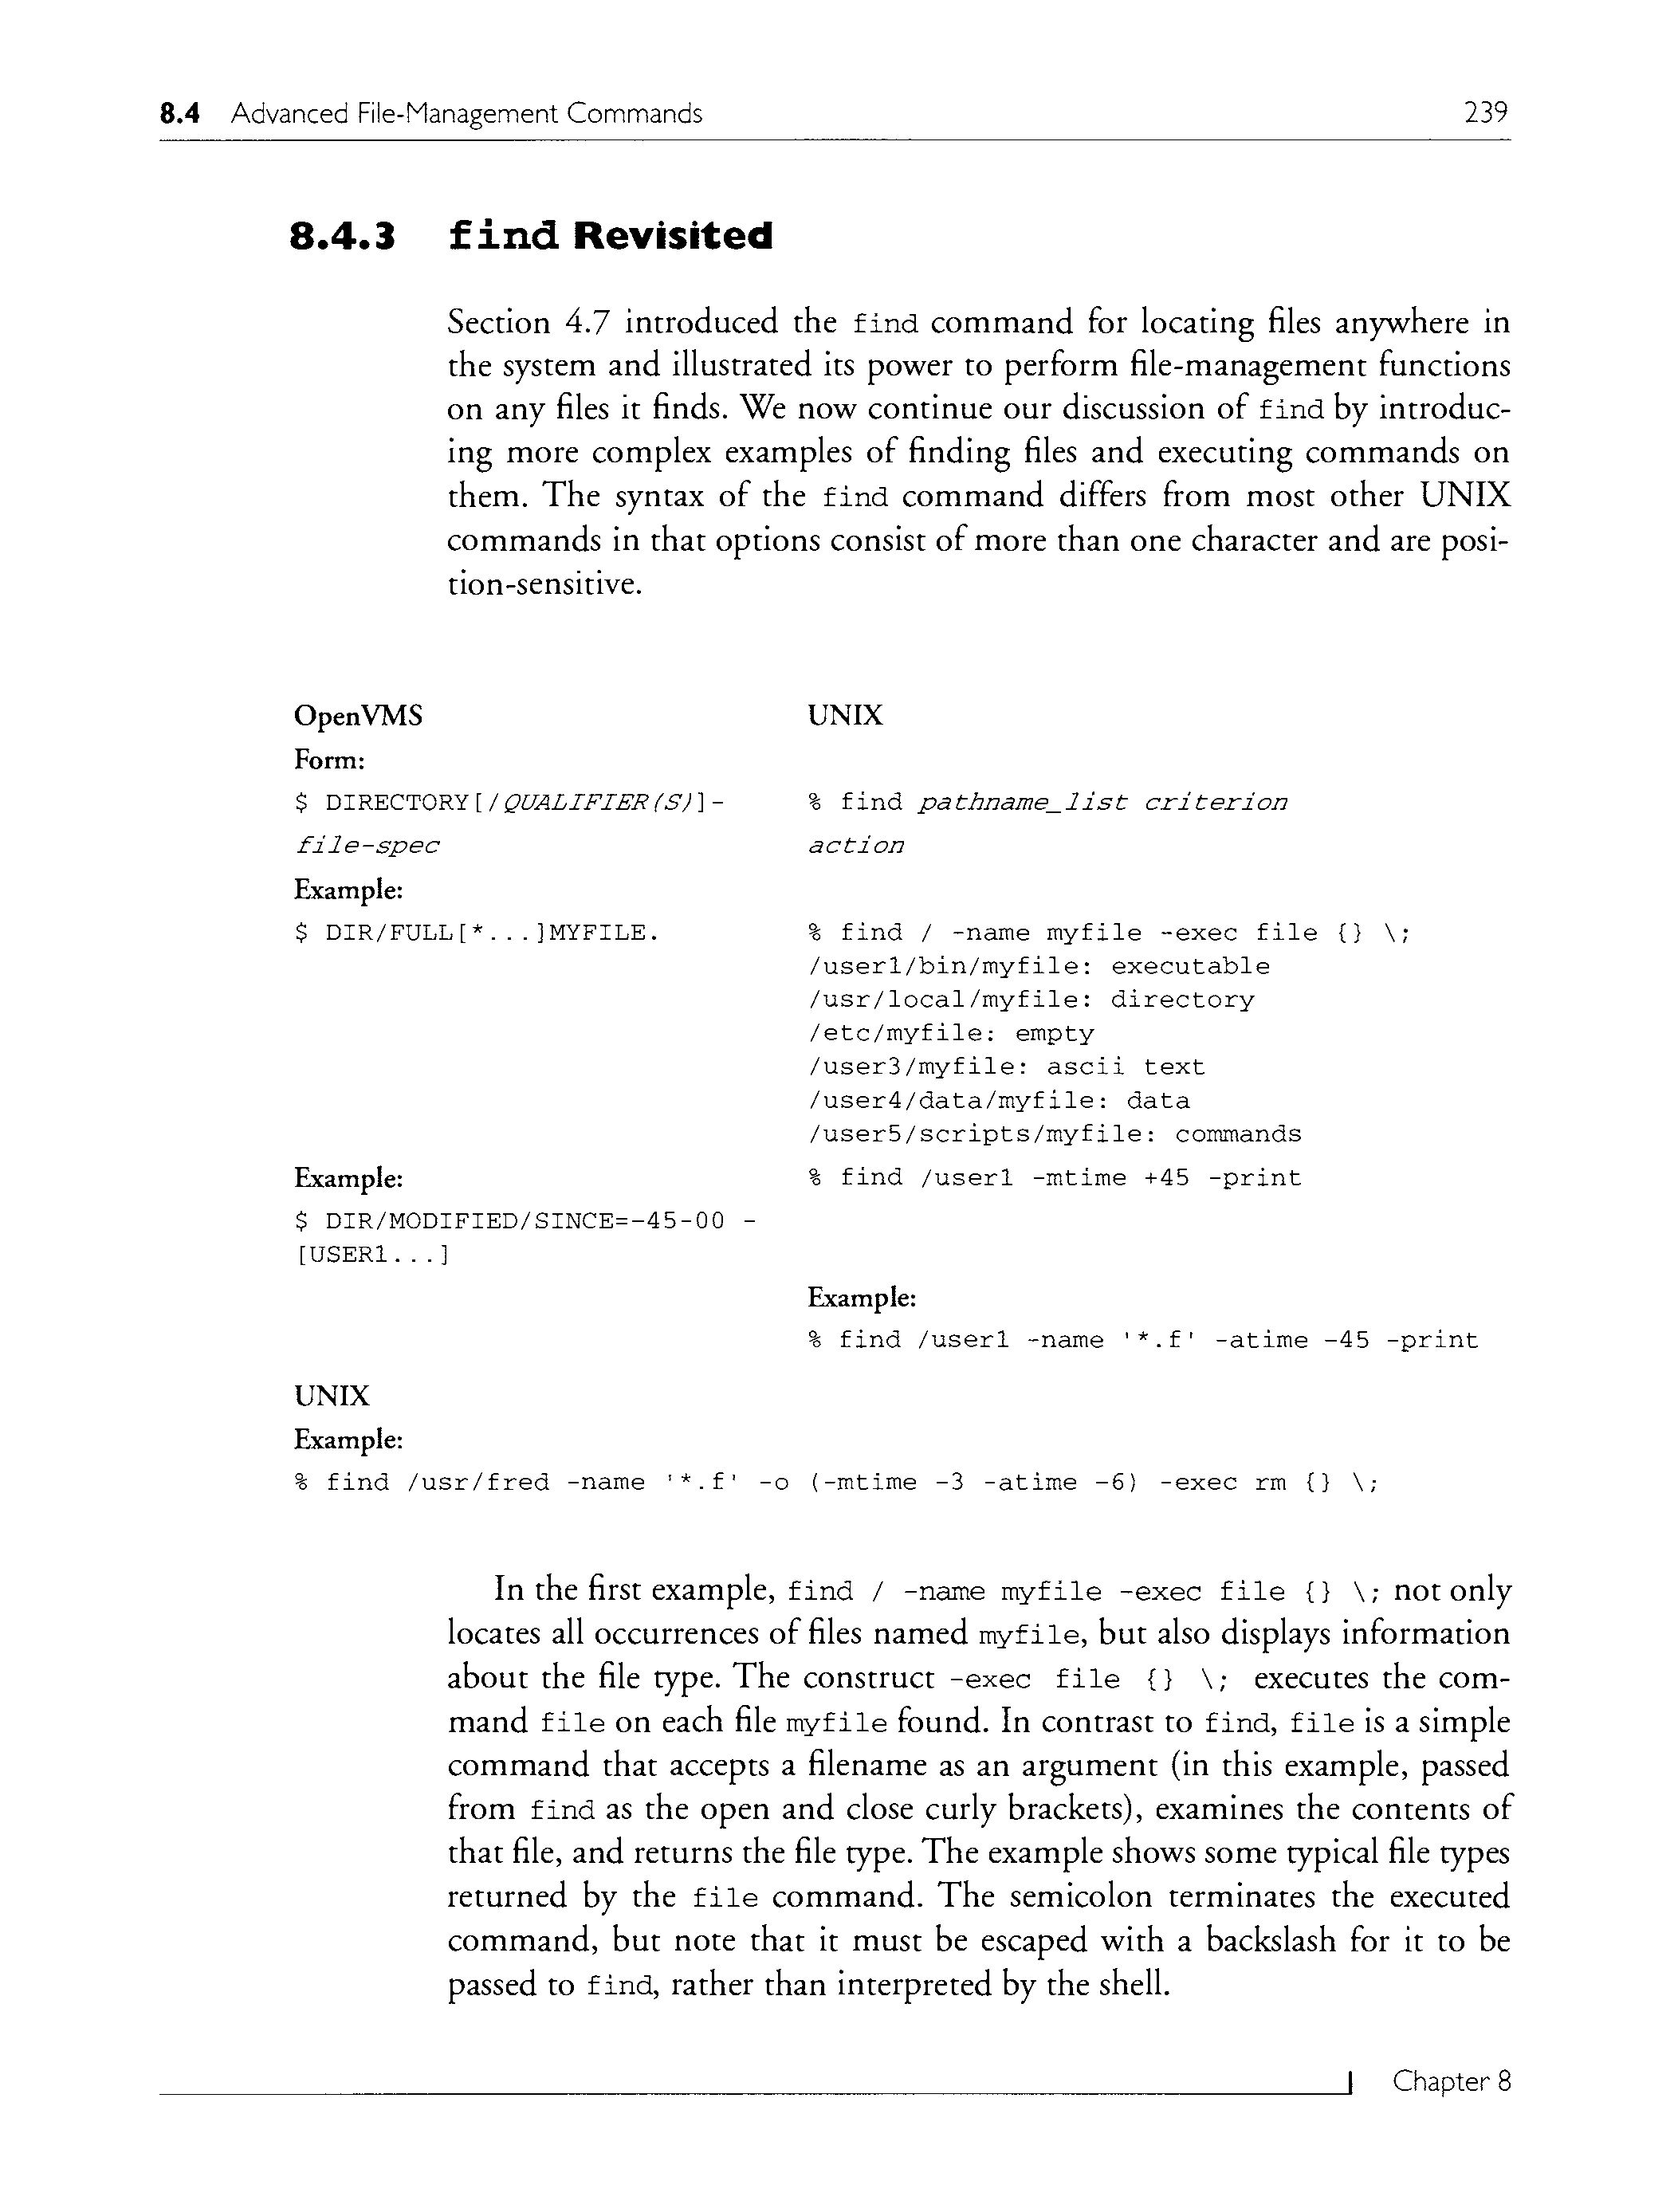 8.4 Advanced File-Management Commands 239
8.4.3 find Revisited
Section 4.7 introduced the find command for locating files anywhere in
the system and illustrated its power to perform file-management functions
on any files it finds. We now continue our discussion of find by introduc-
ing more complex examples of finding files and executing commands on
them. The syntax of the find command differs from most other UNIX
commands in that options consist of more than one character and are posi-
tion-sensitive.
OpenVMS UNIX
Form:
$ DIRECTORY[/QUALIFIER(S)]- % find pathname_list criterion
file-spec action
Example:
$ DIR/FULL[*...]MYFILE. % find / -name myfile -exec file {} \;
/user1/bin/myfile: executable
/usr/local/myfile: directory
/etc/myfile: empty
/user3/myfile: ascii text
/user4/data/myfile: data
/user5/scripts/myfile: commands
Example: % find /user1 -mtime +45 -print
$ DIR/MODIFIED/SINCE=-45-00 -
[USER1...]
Example:
% find /user1 -name '*.f' -atime -45 -print
UNIX
Example:
% find /usr/fred -name '*.f' -o (-mtime -3 -atime -6) -exec rm {} \;
In the first example, find / -name myfile -exec file {} \; not only
locates all occurrences of files named myfile, but also displays information
about the file type. The construct -exec file {} \; executes the com-
mand file on each file myfile found. In contrast to find, file is a simple
command that accepts a filename as an argument (in this example, passed
from find as the open and close curly brackets), examines the contents of
that file, and returns the file type. The example shows some typical file types
returned by the file command. The semicolon terminates the executed
command, but note that it must be escaped with a backslash for it to be
passed to find, rather than interpreted by the shell.
Chapter 8